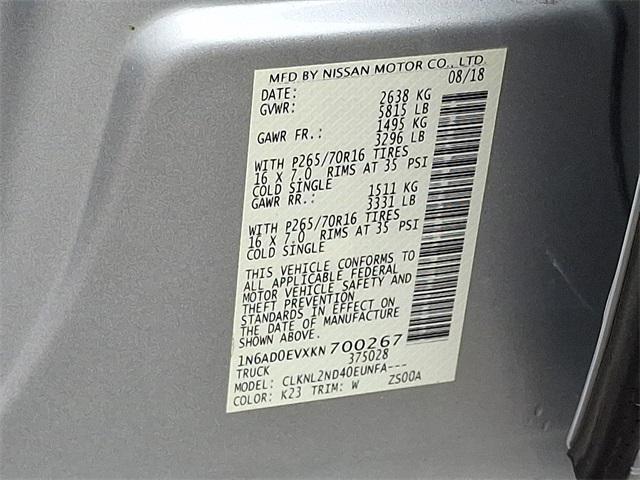 MFD BY NISSAN MOTOR CO., LTD.
DATE: 08/18
GVWR: 2638 KG
5815 LB
GAWR FR.: 1495 KG
3296 LB
WITH P265/70R16 TIRES
16 X 7.0 RIMS AT 35 PSI
COLD SINGLE
GAWR RR.: 1511 KG
3331 LB
WITH P265/70R16 TIRES
16 X 7.0 RIMS AT 35 PSI
COLD SINGLE
THIS VEHICLE CONFORMS TO
ALL APPLICABLE FEDERAL
MOTOR VEHICLE SAFETY AND
THEFT PREVENTION
STANDARDS IN EFFECT ON
THE DATE OF MANUFACTURE
SHOWN ABOVE.
1N6AD0EVXKN700267
TRUCK 375028
MODEL: CLKNL2ND40EUNFA---
COLOR: K23 TRIM: W ZS00A